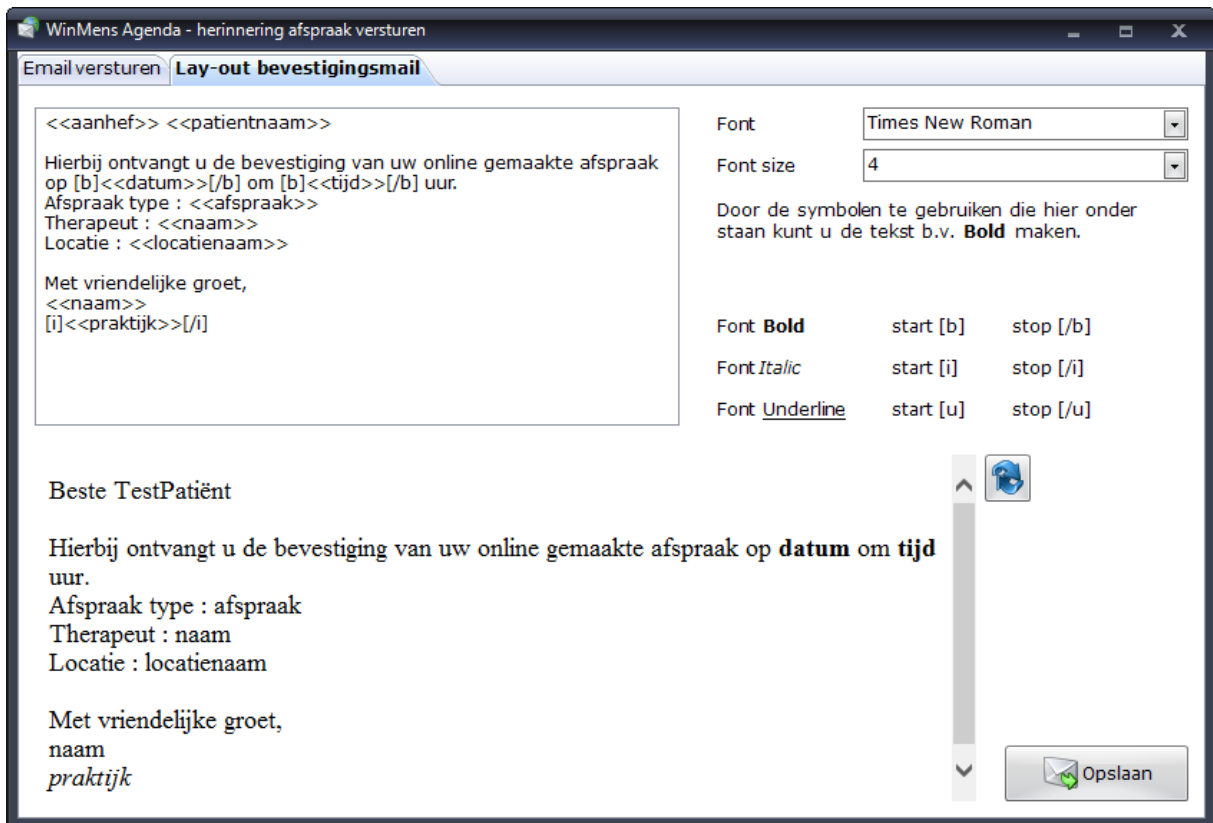 WinMens Agenda - herinnering afspraak versturen
Email versturen
Lay-out bevestigingsmail
<<aanhef>> <<patientnaam>>
Hierbij ontvangt u de bevestiging van uw online gemaakte afspraak
op [b]<<datum>>[/b] om [b]<<tijd>>[/b] uur.
Afspraak type : <<afspraak>>
Therapeut : <<naam>>
Locatie : <<locatienaam>>
Met vriendelijke groet,
<<naam>>
[i]<<praktijk>>[/i]
Font Times New Roman
Font size 4
Door de symbolen te gebruiken die hier onder
staan kunt u de tekst b.v. Bold maken.
Font Bold start [b] stop [/b]
Font Italic start [i] stop [/i]
Font Underline start [u] stop [/u]
Beste TestPatiënt
Hierbij ontvangt u de bevestiging van uw online gemaakte afspraak op datum om tijd
uur.
Afspraak type : afspraak
Therapeut : naam
Locatie : locatienaam
Met vriendelijke groet,
naam
praktijk
Opslaan